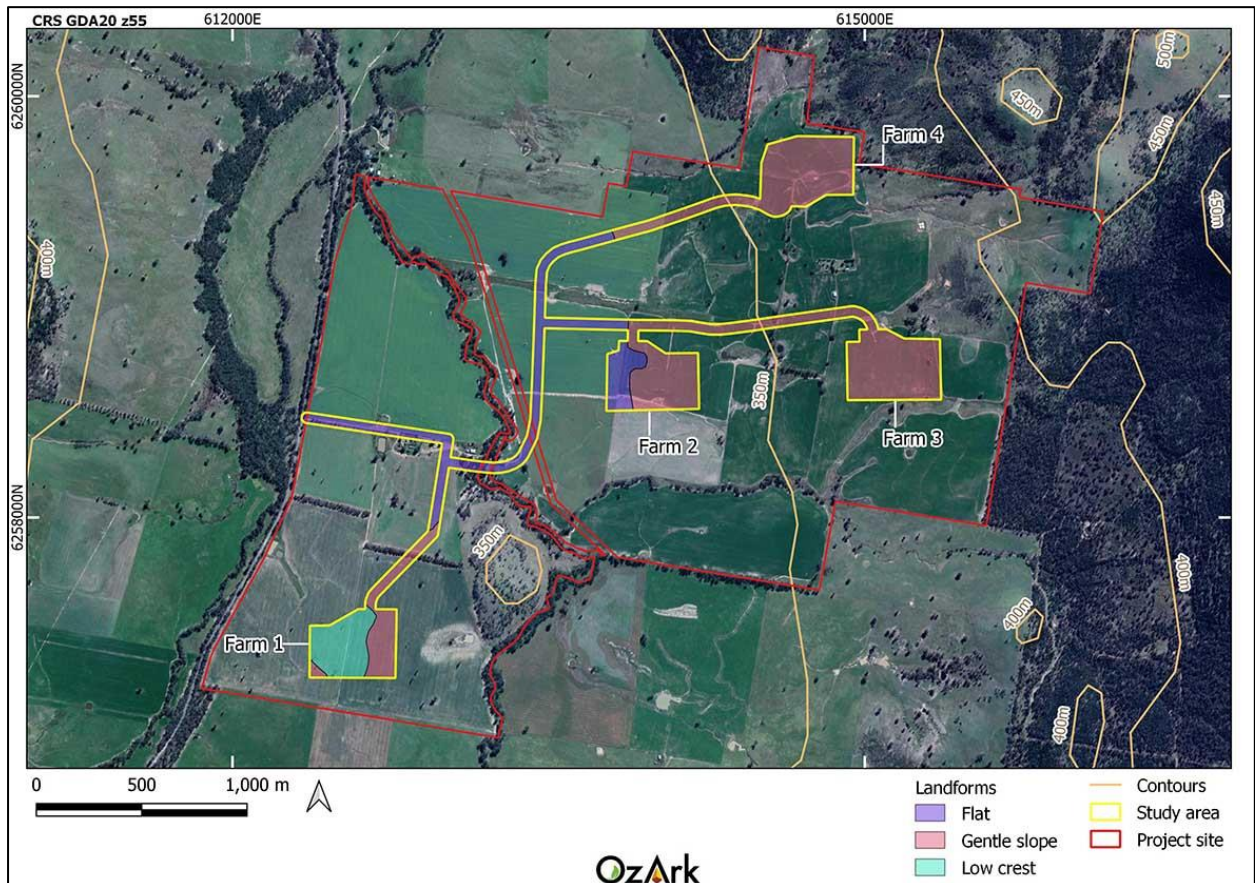 CRS GDA20 z55
612000E
615000E
6260000N
6258000N
500m
450m
450m
450m
400m
Farm 4
350m
Farm 2
Farm 3
350m
400m
400m
Farm 1
400m
0 500 1,000 m
Landforms
Flat
Gentle slope
Low crest
Contours
Study area
Project site
OzArk